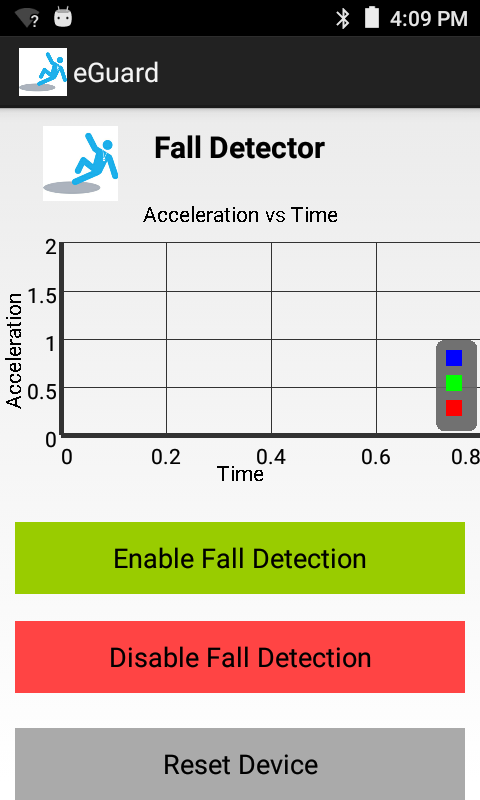 ?
4:09 PM
eGuard
Fall Detector
Acceleration vs Time
2
1.5
1
0.5
0
Acceleration
0 0.2 0.4 0.6 0.8
Time
Enable Fall Detection
Disable Fall Detection
Reset Device